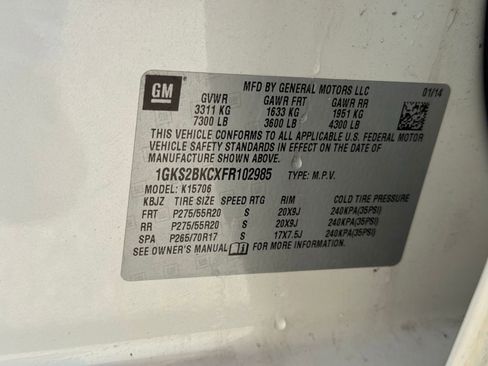 GM
MFD BY GENERAL MOTORS LLC 01/14
GVWR GAWR FRT GAWR RR
3311 KG 1633 KG 1951 KG
7300 LB 3600 LB 4300 LB
THIS VEHICLE CONFORMS TO ALL APPLICABLE U.S. FEDERAL MOTOR
VEHICLE SAFETY STANDARDS IN EFFECT ON THE DATE OF
MANUFACTURE SHOWN ABOVE.
1GKS2BKCXFR102985 TYPE: M.P.V.
MODEL: K15706
KBJZ TIRE SIZE SPEED RTG RIM COLD TIRE PRESSURE
FRT P275/55R20 S 20X9J 240KPA(35PSI)
RR P275/55R20 S 20X9J 240KPA(35PSI)
SPA P265/70R17 S 17X7.5J 240KPA(35PSI)
SEE OWNER'S MANUAL FOR MORE INFORMATION.